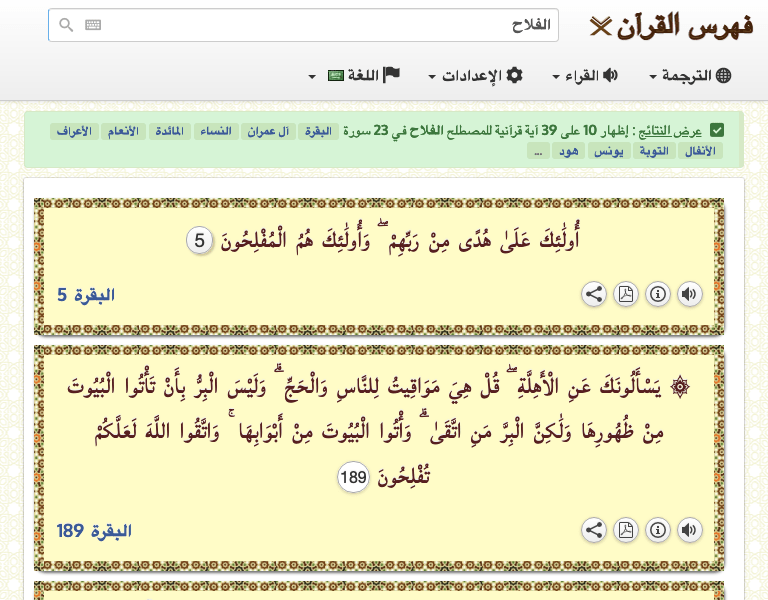 فهرس القرآن
الفلاح
الترجمة القراء الإعدادات اللغة
عرض النتائج : إظهار 10 على 39 آية قرآنية للمصطلح الفلاح في 23 سورة البقرة آل عمران النساء المائدة الأنعام الأعراف
الأنفال التوبة يونس هود ...
أُولَٰئِكَ عَلَىٰ هُدًى مِنْ رَبِّهِمْ ۖ وَأُولَٰئِكَ هُمُ الْمُفْلِحُونَ 5
البقرة 5
۞ يَسْأَلُونَكَ عَنِ الْأَهِلَّةِ ۖ قُلْ هِيَ مَوَاقِيتُ لِلنَّاسِ وَالْحَجِّ ۗ وَلَيْسَ الْبِرُّ بِأَنْ تَأْتُوا الْبُيُوتَ
مِنْ ظُهُورِهَا وَلَٰكِنَّ الْبِرَّ مَنِ اتَّقَىٰ ۗ وَأْتُوا الْبُيُوتَ مِنْ أَبْوَابِهَا ۚ وَاتَّقُوا اللَّهَ لَعَلَّكُمْ
تُفْلِحُونَ 189
البقرة 189